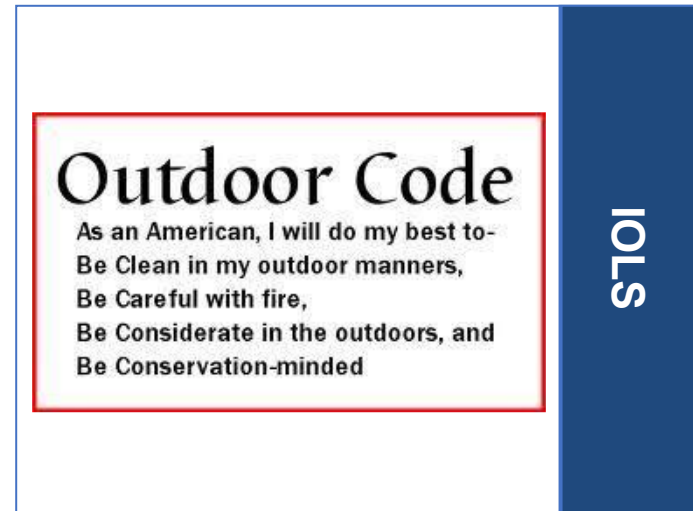 Outdoor Code
As an American, I will do my best to-
Be Clean in my outdoor manners,
Be Careful with fire,
Be Considerate in the outdoors, and
Be Conservation-minded
IOLS